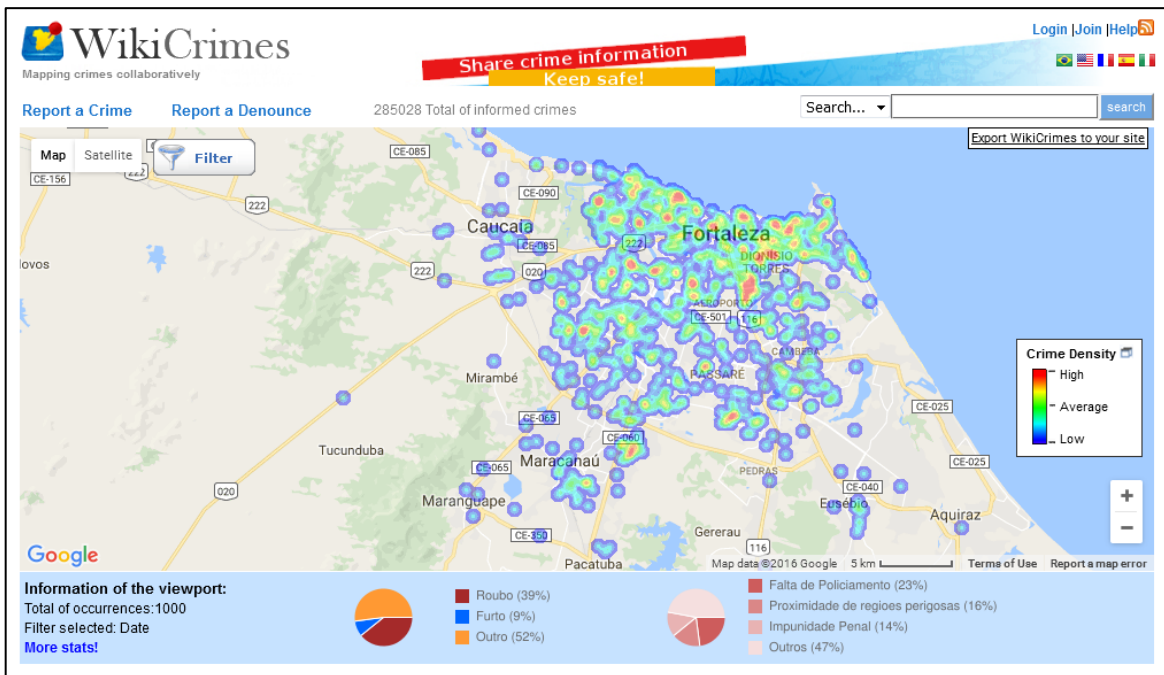 WikiCrimes
Mapping crimes collaboratively
Share crime information
Keep safe!
Login |Join |Help
Report a Crime
Report a Denounce
285028 Total of informed crimes
Search...
search
Export WikiCrimes to your site
Map
Satellite
Filter
CE-085
CE-156
222
CE-090
222
Caucaia
Fortaleza
222
CE-085
DIONISIO
TORRES
ovos
222
020
AEROPORTO
CE-501
116
CAMBEBA
Crime Density
High
Average
Low
Mirambé
PASSARÉ
CE-065
CE-025
Tucunduba
CE-060
Maracanaú
CE-065
CE-025
PEDRAS
020
CE-040
Maranguape
Eusébio
Aquiraz
+
−
CE-350
Gererau
116
Google
Pacatuba
Map data ©2016 Google
5 km
Terms of Use
Report a map error
Information of the viewport:
Total of occurrences:1000
Filter selected: Date
More stats!
Roubo (39%)
Furto (9%)
Outro (52%)
Falta de Policiamento (23%)
Proximidade de regioes perigosas (16%)
Impunidade Penal (14%)
Outros (47%)